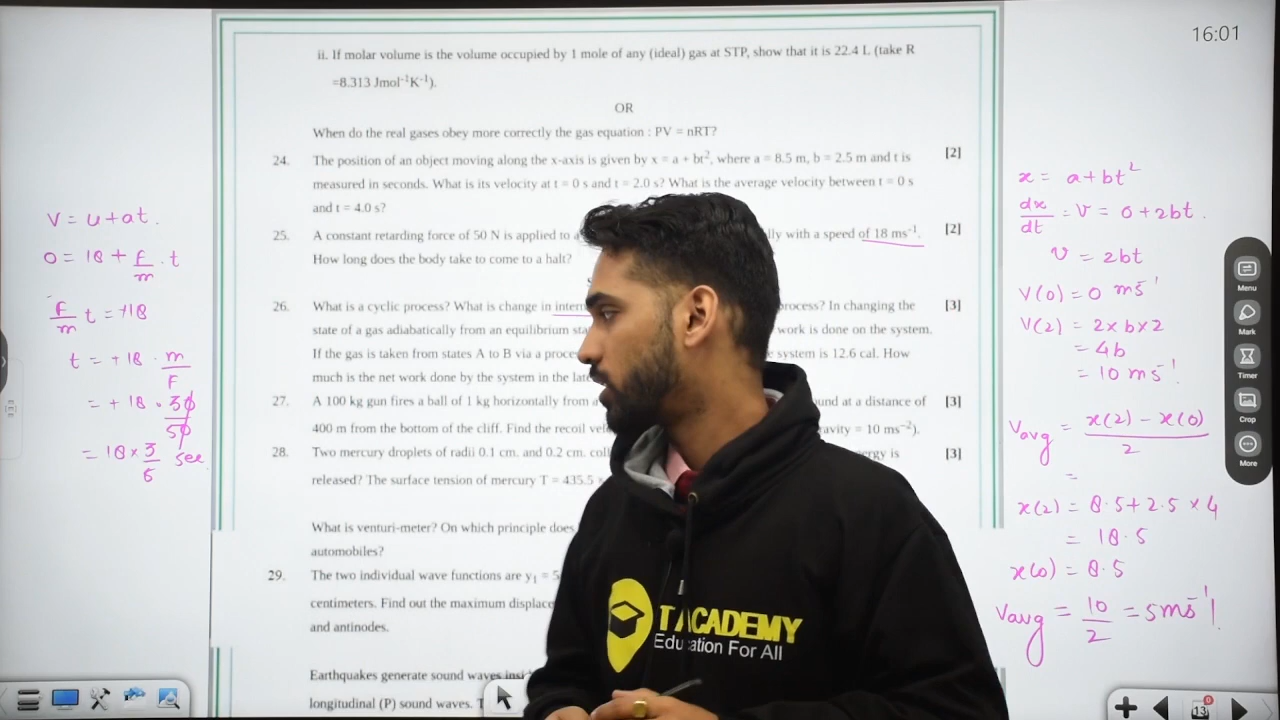 16:01
ii. If molar volume is the volume occupied by 1 mole of any (ideal) gas at STP, show that it is 22.4 L (take R
=8.313 Jmol⁻¹K⁻¹).
OR
When do the real gases obey more correctly the gas equation : PV = nRT?
24. The position of an object moving along the x-axis is given by x = a + bt², where a = 8.5 m, b = 2.5 m and t is [2]
measured in seconds. What is its velocity at t = 0 s and t = 2.0 s? What is the average velocity between t = 0 s
and t = 4.0 s?
25. A constant retarding force of 50 N is applied to a lly with a speed of 18 ms⁻¹. [2]
How long does the body take to come to a halt?
26. What is a cyclic process? What is change in inter rocess? In changing the [3]
state of a gas adiabatically from an equilibrium sta work is done on the system.
If the gas is taken from states A to B via a proce system is 12.6 cal. How
much is the net work done by the system in the lat
27. A 100 kg gun fires a ball of 1 kg horizontally from a und at a distance of [3]
400 m from the bottom of the cliff. Find the recoil ve avity = 10 ms⁻²).
28. Two mercury droplets of radii 0.1 cm. and 0.2 cm. coll ergy is [3]
released? The surface tension of mercury T = 435.5
What is venturi-meter? On which principle does
automobiles?
29. The two individual wave functions are y₁ = 5
centimeters. Find out the maximum displace
and antinodes.
Earthquakes generate sound waves insi
longitudinal (P) sound waves.
v = u + at.
0 = 18 + F/m . t
F/m t = +18
t = +18 . m/F
= +18 . 30/50
= 18 × 3/5 sec
x = a + bt²
dx/dt = v = 0 + 2bt.
v = 2bt
v(0) = 0 ms⁻¹
v(2) = 2 × b × 2
= 4b
= 10 ms⁻¹.
Vavg = x(2) - x(0) / 2
=
x(2) = 8.5 + 2.5 × 4
= 18.5
x(0) = 8.5
Vavg = 10/2 = 5 ms⁻¹.
Menu
Mark
Timer
Crop
More
T ACADEMY
Education For All
13